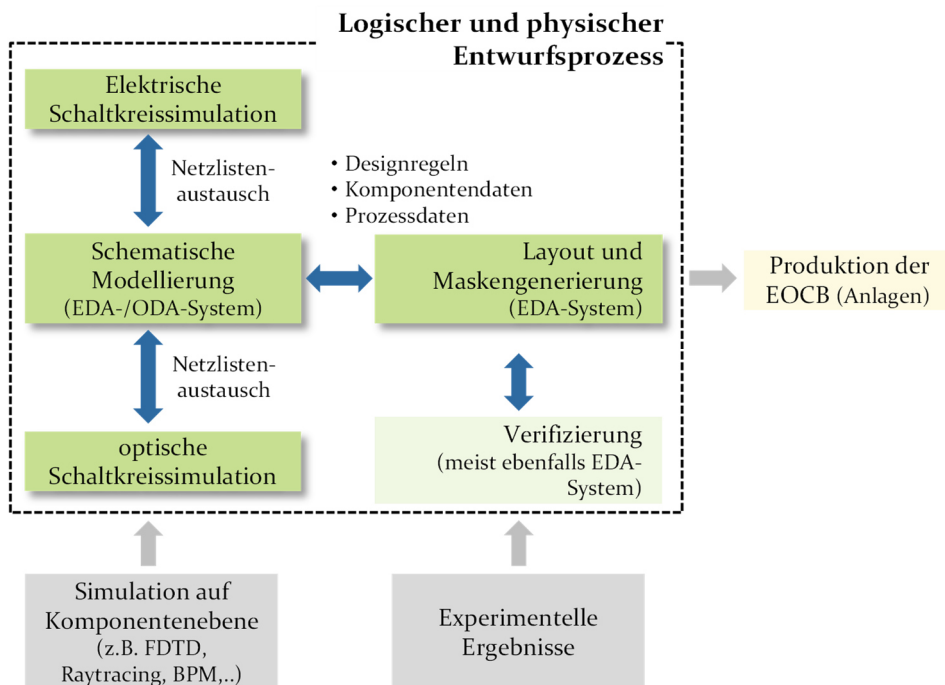 Logischer und physischer
Entwurfsprozess
Elektrische
Schaltkreissimulation
Netzlisten-
austausch
• Designregeln
• Komponentendaten
• Prozessdaten
Schematische
Modellierung
(EDA-/ODA-System)
Layout und
Maskengenerierung
(EDA-System)
Produktion der
EOCB (Anlagen)
Netzlisten-
austausch
optische
Schaltkreissimulation
Verifizierung
(meist ebenfalls EDA-
System)
Simulation auf
Komponentenebene
(z.B. FDTD,
Raytracing, BPM,..)
Experimentelle
Ergebnisse